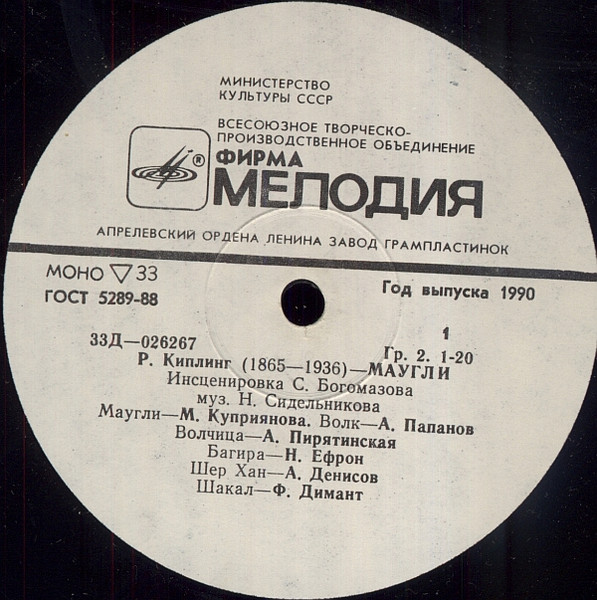 МИНИСТЕРСТВО
КУЛЬТУРЫ СССР
ВСЕСОЮЗНОЕ ТВОРЧЕСКО-
ПРОИЗВОДСТВЕННОЕ ОБЪЕДИНЕНИЕ
®
ФИРМА
МЕЛОДИЯ
АПРЕЛЕВСКИЙ ОРДЕНА ЛЕНИНА ЗАВОД ГРАМПЛАСТИНОК
МОНО ▽ 33
ГОСТ 5289-88
Год выпуска 1990
33Д—026267
1
Гр. 2. 1-20
Р. Киплинг (1865—1936)—МАУГЛИ
Инсценировка С. Богомазова
муз. Н. Сидельникова
Маугли—М. Куприянова. Волк—А. Папанов
Волчица—А. Пирятинская
Багира—Н. Ефрон
Шер Хан—А. Денисов
Шакал—Ф. Димант